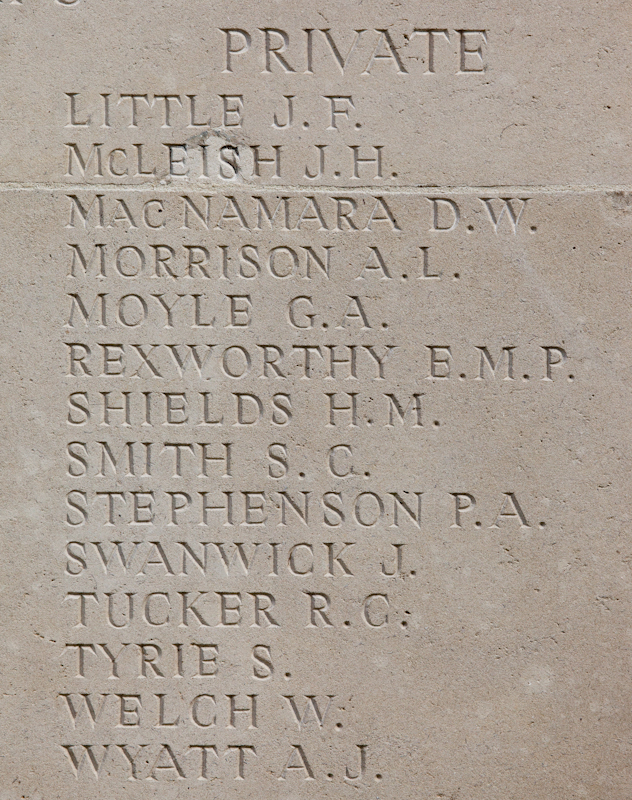 PRIVATE
LITTLE J. F.
McLEISH J.H.
MacNAMARA D.W.
MORRISON A.L.
MOYLE G.A.
REXWORTHY E.M.P.
SHIELDS H.M.
SMITH S. C.
STEPHENSON P.A.
SWANWICK J.
TUCKER R.C.
TYRIE S.
WELCH W.
WYATT A.J.